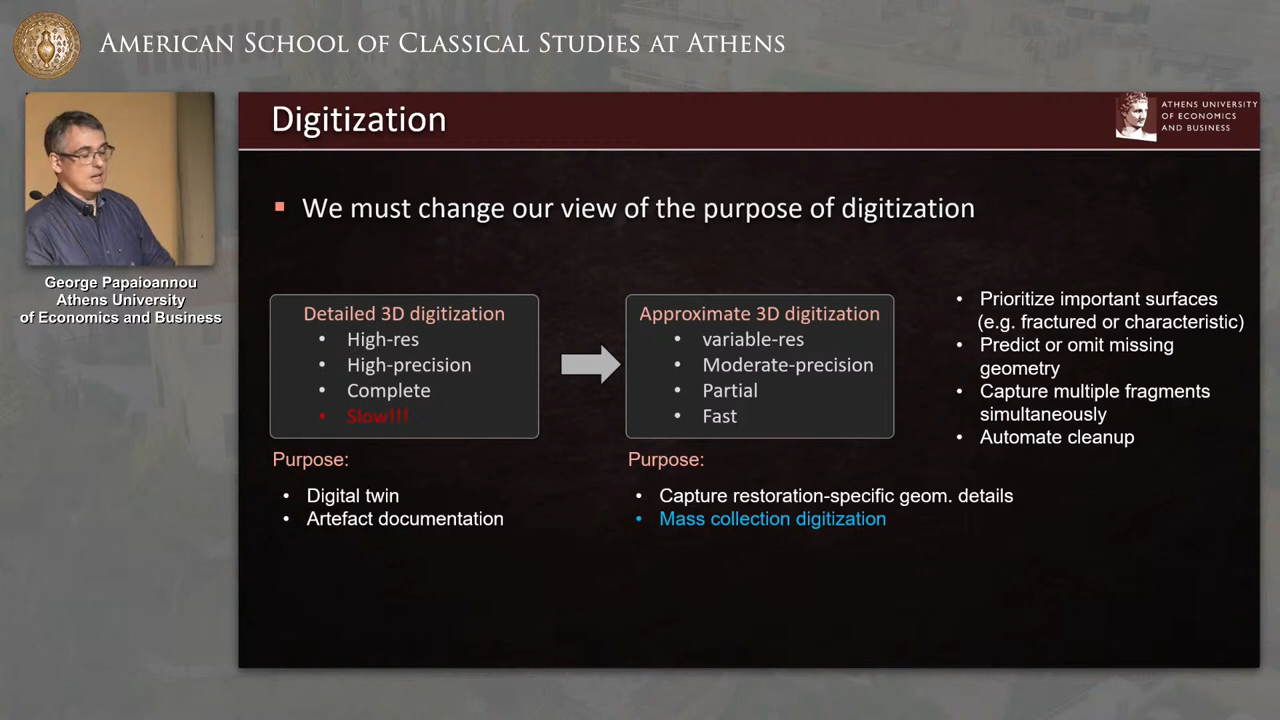 AMERICAN SCHOOL OF CLASSICAL STUDIES AT ATHENS
George Papaioannou
Athens University
of Economics and Business
Digitization
ATHENS UNIVERSITY
OF ECONOMICS
AND BUSINESS
We must change our view of the purpose of digitization
Detailed 3D digitization
• High-res
• High-precision
• Complete
• Slow!!!
Purpose:
• Digital twin
• Artefact documentation
Approximate 3D digitization
• variable-res
• Moderate-precision
• Partial
• Fast
Purpose:
• Capture restoration-specific geom. details
• Mass collection digitization
• Prioritize important surfaces
(e.g. fractured or characteristic)
• Predict or omit missing
geometry
• Capture multiple fragments
simultaneously
• Automate cleanup